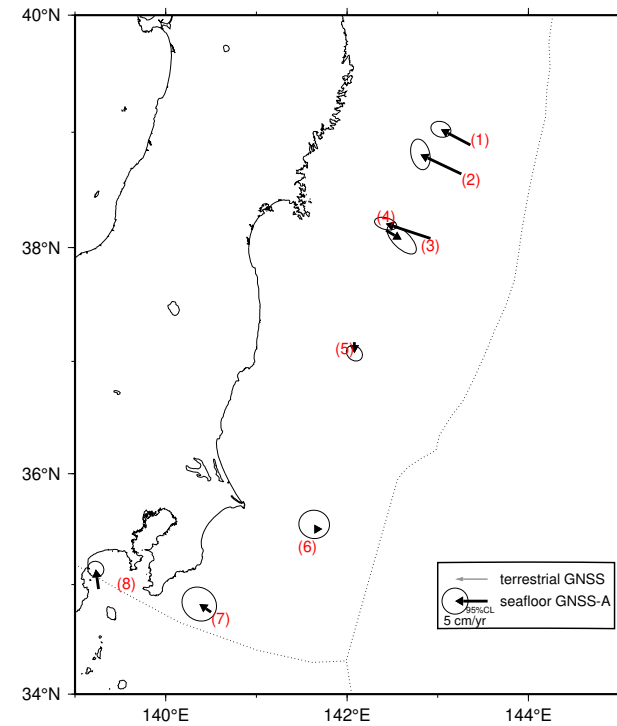 40°N
(1)
(2)
(4)
38°N
(3)
(5)
36°N
(6)
terrestrial GNSS
(8)
seafloor GNSS-A
95%CL
(7)
5 cm/yr
34°N
140°E
142°E
144°E